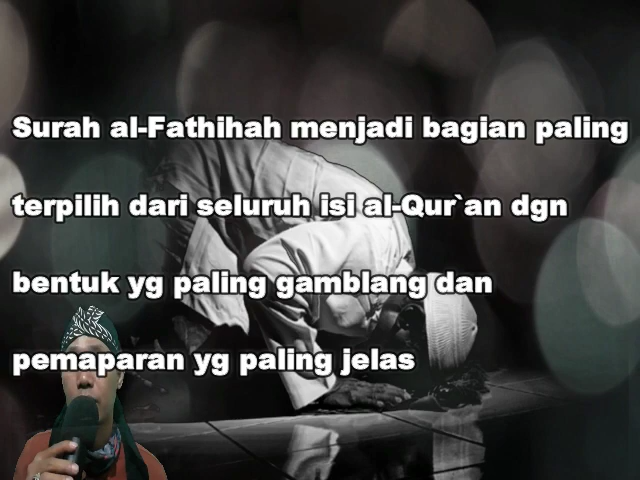 Surah al-Fathihah menjadi bagian paling
terpilih dari seluruh isi al-Qur`an dgn
bentuk yg paling gamblang dan
pemaparan yg paling jelas